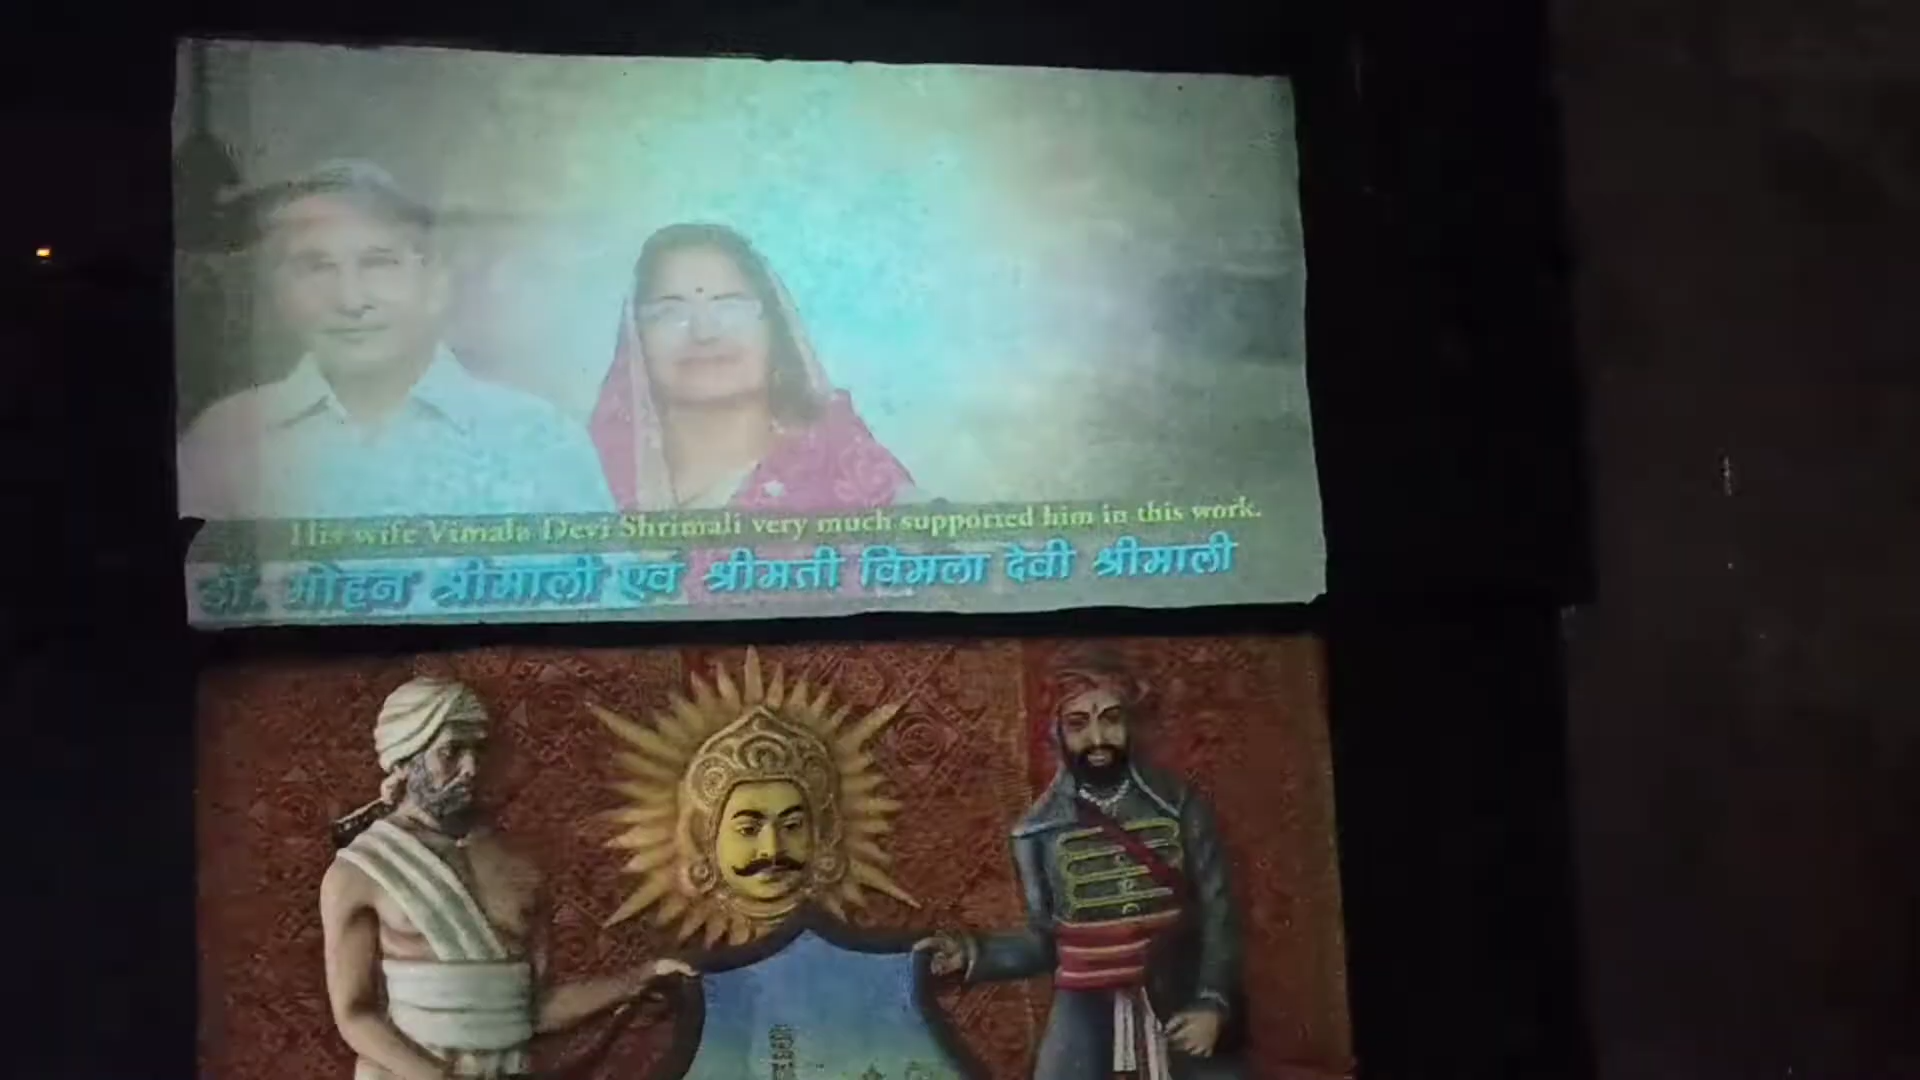 His wife Vimala Devi Shrimali very much supported him in this work.
डॉ. मोहन श्रीमाली एवं श्रीमती विमला देवी श्रीमाली